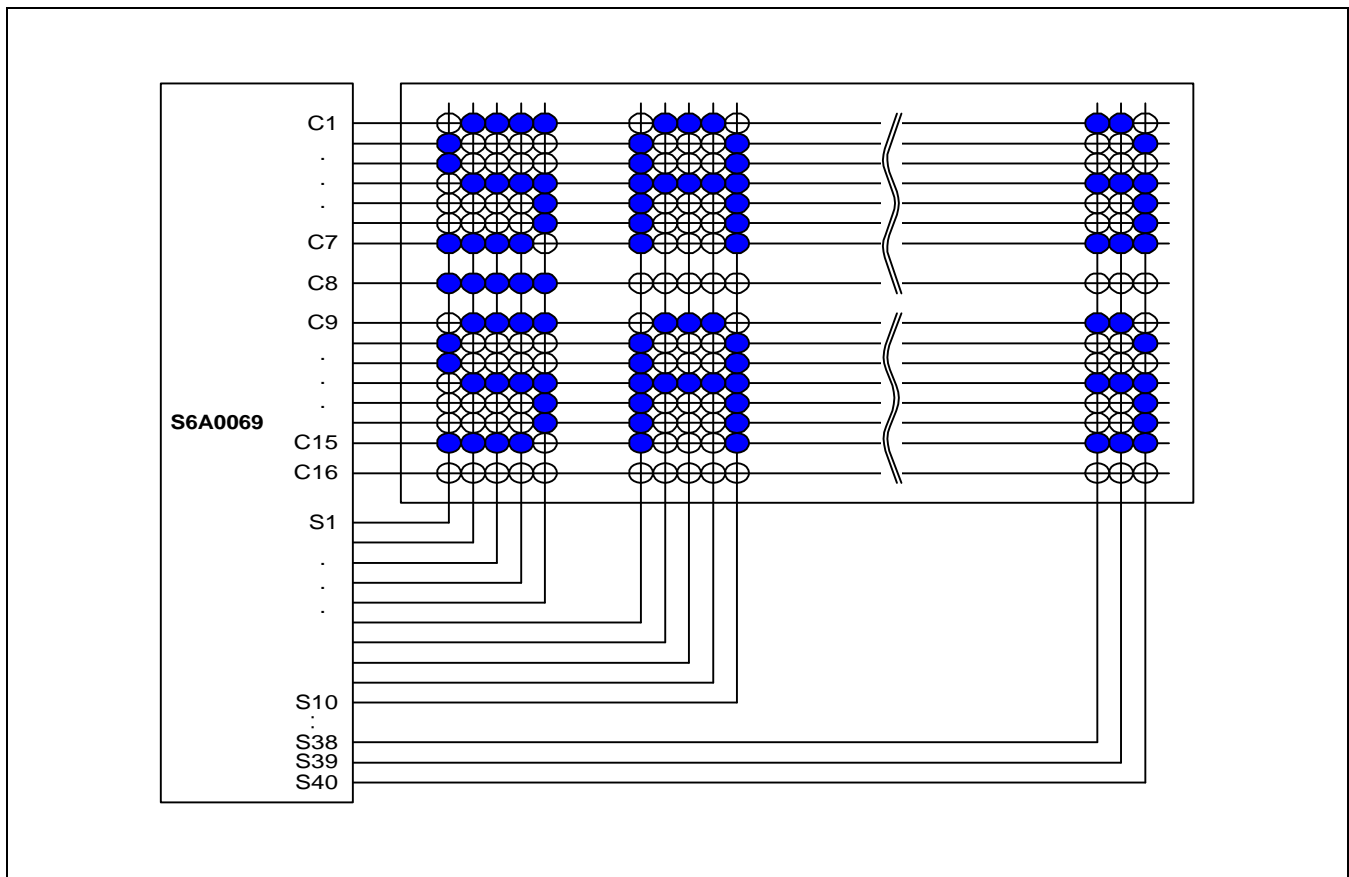 C1
.
.
.
C7
C8
C9
.
.
.
S6A0069
C15
C16
S1
.
.
.
S10
:
S38
S39
S40